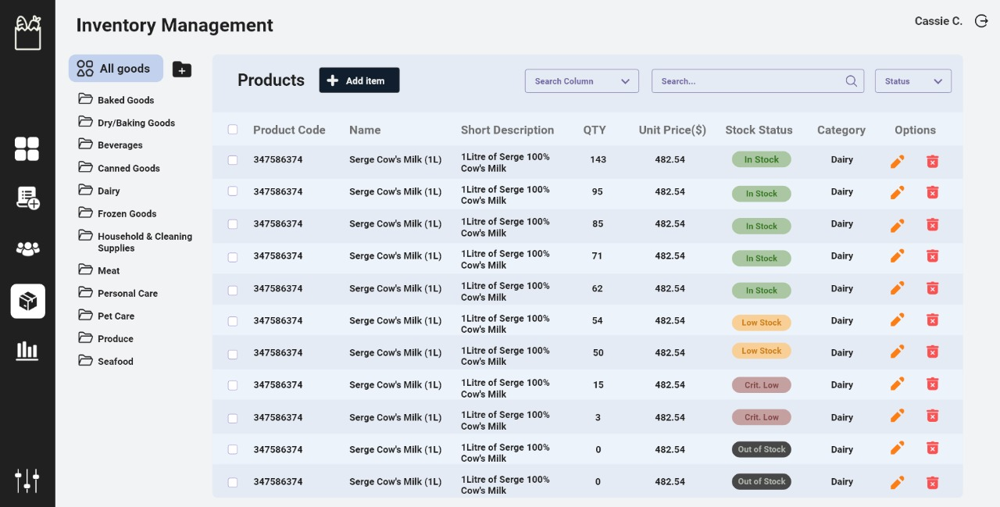 Inventory Management
Cassie C.
All goods
Baked Goods
Dry/Baking Goods
Beverages
Canned Goods
Dairy
Frozen Goods
Household & Cleaning
Supplies
Meat
Personal Care
Pet Care
Produce
Seafood
Products
Add item
Search Column
Search...
Status
Product Code Name Short Description QTY Unit Price($) Stock Status Category Options
347586374 Serge Cow's Milk (1L) 1Litre of Serge 100% 143 482.54 In Stock Dairy
Cow's Milk
347586374 Serge Cow's Milk (1L) 1Litre of Serge 100% 95 482.54 In Stock Dairy
Cow's Milk
347586374 Serge Cow's Milk (1L) 1Litre of Serge 100% 85 482.54 In Stock Dairy
Cow's Milk
347586374 Serge Cow's Milk (1L) 1Litre of Serge 100% 71 482.54 In Stock Dairy
Cow's Milk
347586374 Serge Cow's Milk (1L) 1Litre of Serge 100% 62 482.54 In Stock Dairy
Cow's Milk
347586374 Serge Cow's Milk (1L) 1Litre of Serge 100% 54 482.54 Low Stock Dairy
Cow's Milk
347586374 Serge Cow's Milk (1L) 1Litre of Serge 100% 50 482.54 Low Stock Dairy
Cow's Milk
347586374 Serge Cow's Milk (1L) 1Litre of Serge 100% 15 482.54 Crit. Low Dairy
Cow's Milk
347586374 Serge Cow's Milk (1L) 1Litre of Serge 100% 3 482.54 Crit. Low Dairy
Cow's Milk
347586374 Serge Cow's Milk (1L) 1Litre of Serge 100% 0 482.54 Out of Stock Dairy
Cow's Milk
347586374 Serge Cow's Milk (1L) 1Litre of Serge 100% 0 482.54 Out of Stock Dairy
Cow's Milk